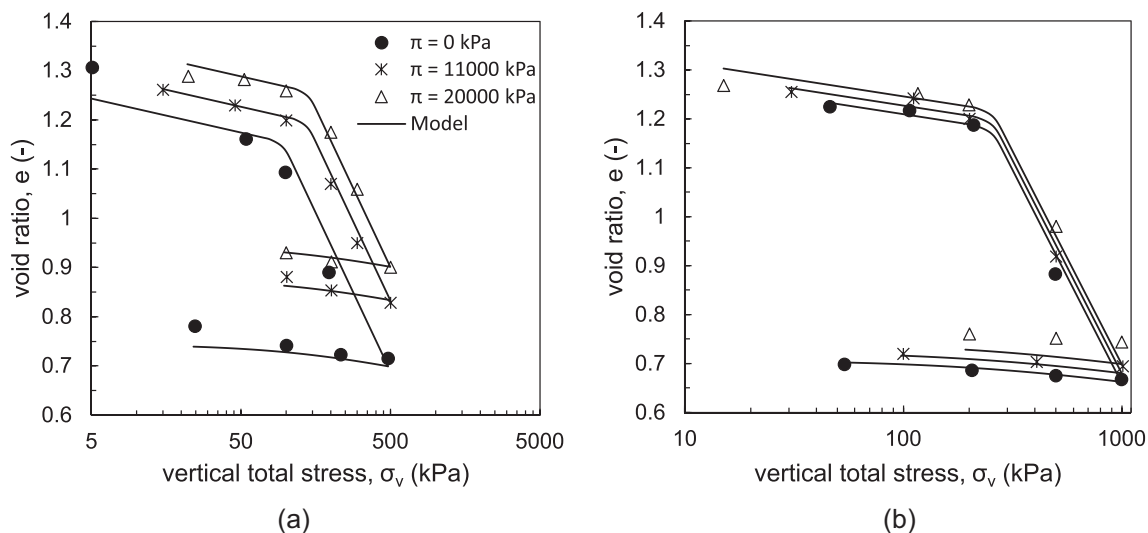 1.4
1.3
1.2
1.1
1
0.9
0.8
0.7
0.6
void ratio, e (-)
● π = 0 kPa
π = 11000 kPa
△ π = 20000 kPa
Model
5
50
500
5000
vertical total stress, σv (kPa)
(a)
1.4
1.3
1.2
1.1
1
0.9
0.8
0.7
0.6
void ratio, e (-)
10
100
1000
vertical total stress, σv (kPa)
(b)